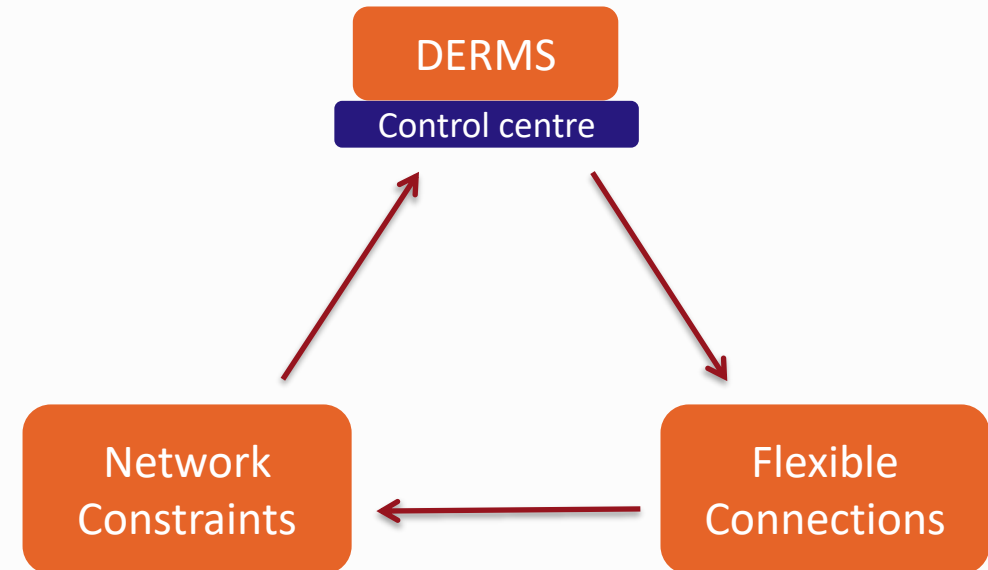 DERMS
Control centre
Network
Constraints
Flexible
Connections